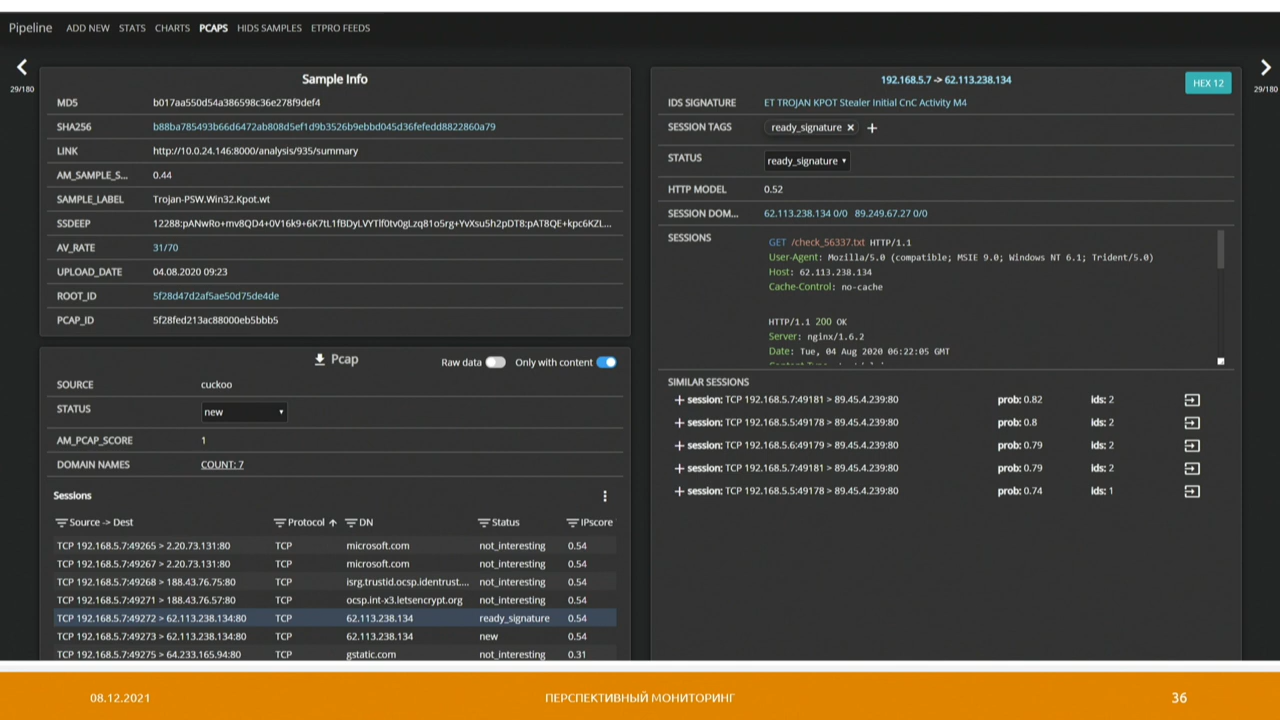 Pipeline ADD NEW STATS CHARTS PCAPS HIDS SAMPLES ETPRO FEEDS
29/180
Sample Info
MD5 b017aa550d54a386598c36e278f9def4
SHA256 b88ba785493b66d6472ab808d5ef1d9b3526b9ebbd045d36fefedd8822860a79
LINK http://10.0.24.146:8000/analysis/935/summary
AM_SAMPLE_S... 0.44
SAMPLE_LABEL Trojan-PSW.Win32.Kpot.wt
SSDEEP 12288:pANwRo+mv8QD4+0V16k9+6K7tL1fBDyLVYTlf0tv0gLzq81o5rg+YvXsu5h2pDT8:pAT8QE+kpc6KZL...
AV_RATE 31/70
UPLOAD_DATE 04.08.2020 09:23
ROOT_ID 5f28d47d2af5ae50d75de4de
PCAP_ID 5f28fed213ac88000eb5bbb5
Pcap Raw data Only with content
SOURCE cuckoo
STATUS new
AM_PCAP_SCORE 1
DOMAIN NAMES COUNT: 7
Sessions
Source -> Dest Protocol DN Status IPscore
TCP 192.168.5.7:49265 > 2.20.73.131:80 TCP microsoft.com not_interesting 0.54
TCP 192.168.5.7:49267 > 2.20.73.131:80 TCP microsoft.com not_interesting 0.54
TCP 192.168.5.7:49268 > 188.43.76.75:80 TCP isrg.trustid.ocsp.identrust.... not_interesting 0.54
TCP 192.168.5.7:49271 > 188.43.76.57:80 TCP ocsp.int-x3.letsencrypt.org not_interesting 0.54
TCP 192.168.5.7:49272 > 62.113.238.134:80 TCP 62.113.238.134 ready_signature 0.54
TCP 192.168.5.7:49273 > 62.113.238.134:80 TCP 62.113.238.134 new 0.54
TCP 192.168.5.7:49275 > 64.233.165.94:80 TCP gstatic.com not_interesting 0.31
192.168.5.7 -> 62.113.238.134 HEX 12
29/180
IDS SIGNATURE ET TROJAN KPOT Stealer Initial CnC Activity M4
SESSION TAGS ready_signature × +
STATUS ready_signature
HTTP MODEL 0.52
SESSION DOM... 62.113.238.134 0/0 89.249.67.27 0/0
SESSIONS GET /check_56337.txt HTTP/1.1
User-Agent: Mozilla/5.0 (compatible; MSIE 9.0; Windows NT 6.1; Trident/5.0)
Host: 62.113.238.134
Cache-Control: no-cache
HTTP/1.1 200 OK
Server: nginx/1.6.2
Date: Tue, 04 Aug 2020 06:22:05 GMT
SIMILAR SESSIONS
+ session: TCP 192.168.5.7:49181 > 89.45.4.239:80 prob: 0.82 ids: 2
+ session: TCP 192.168.5.5:49178 > 89.45.4.239:80 prob: 0.8 ids: 2
+ session: TCP 192.168.5.6:49179 > 89.45.4.239:80 prob: 0.79 ids: 2
+ session: TCP 192.168.5.7:49181 > 89.45.4.239:80 prob: 0.79 ids: 2
+ session: TCP 192.168.5.5:49178 > 89.45.4.239:80 prob: 0.74 ids: 1
08.12.2021 ПЕРСПЕКТИВНЫЙ МОНИТОРИНГ 36